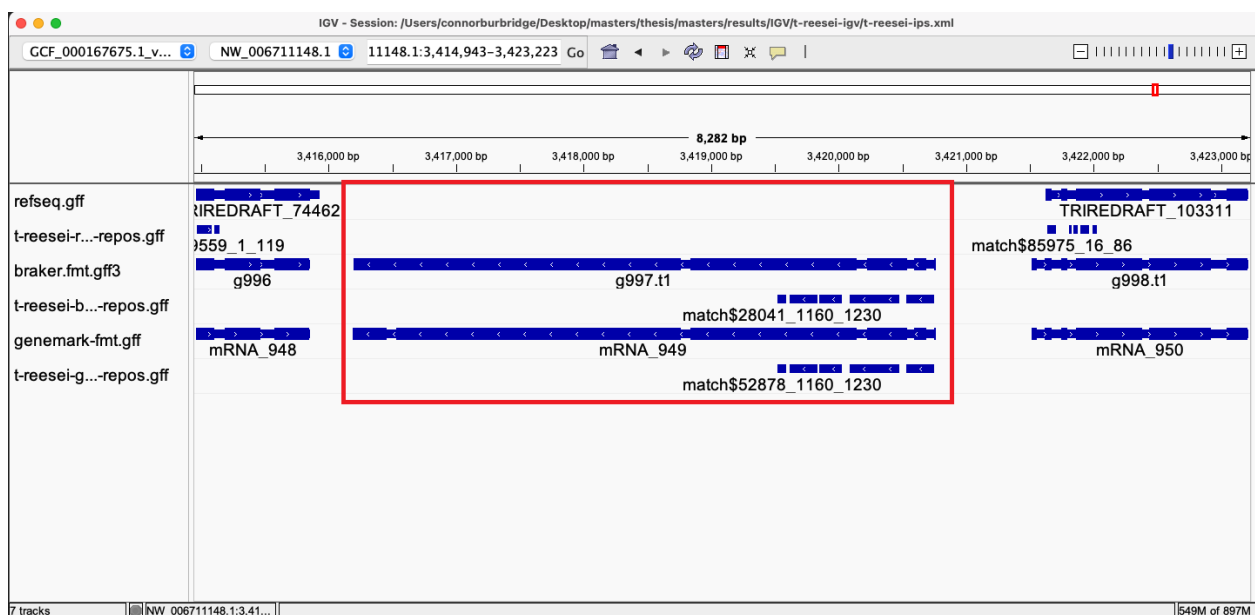 IGV - Session: /Users/connorburbridge/Desktop/masters/thesis/masters/results/IGV/t-reesei-igv/t-reesei-ips.xml
GCF_000167675.1_v... NW_006711148.1 11148.1:3,414,943-3,423,223 Go
8,282 bp
3,416,000 bp 3,417,000 bp 3,418,000 bp 3,419,000 bp 3,420,000 bp 3,421,000 bp 3,422,000 bp 3,423,000 bp
refseq.gff
RIREDRAFT_74462 TRIREDRAFT_103311
t-reesei-r...-repos.gff
9559_1_119 match$85975_16_86
braker.fmt.gff3
g996 g997.t1 g998.t1
t-reesei-b...-repos.gff
match$28041_1160_1230
genemark-fmt.gff
mRNA_948 mRNA_949 mRNA_950
t-reesei-g...-repos.gff
match$52878_1160_1230
7 tracks NW_006711148.1:3,41... 549M of 897M